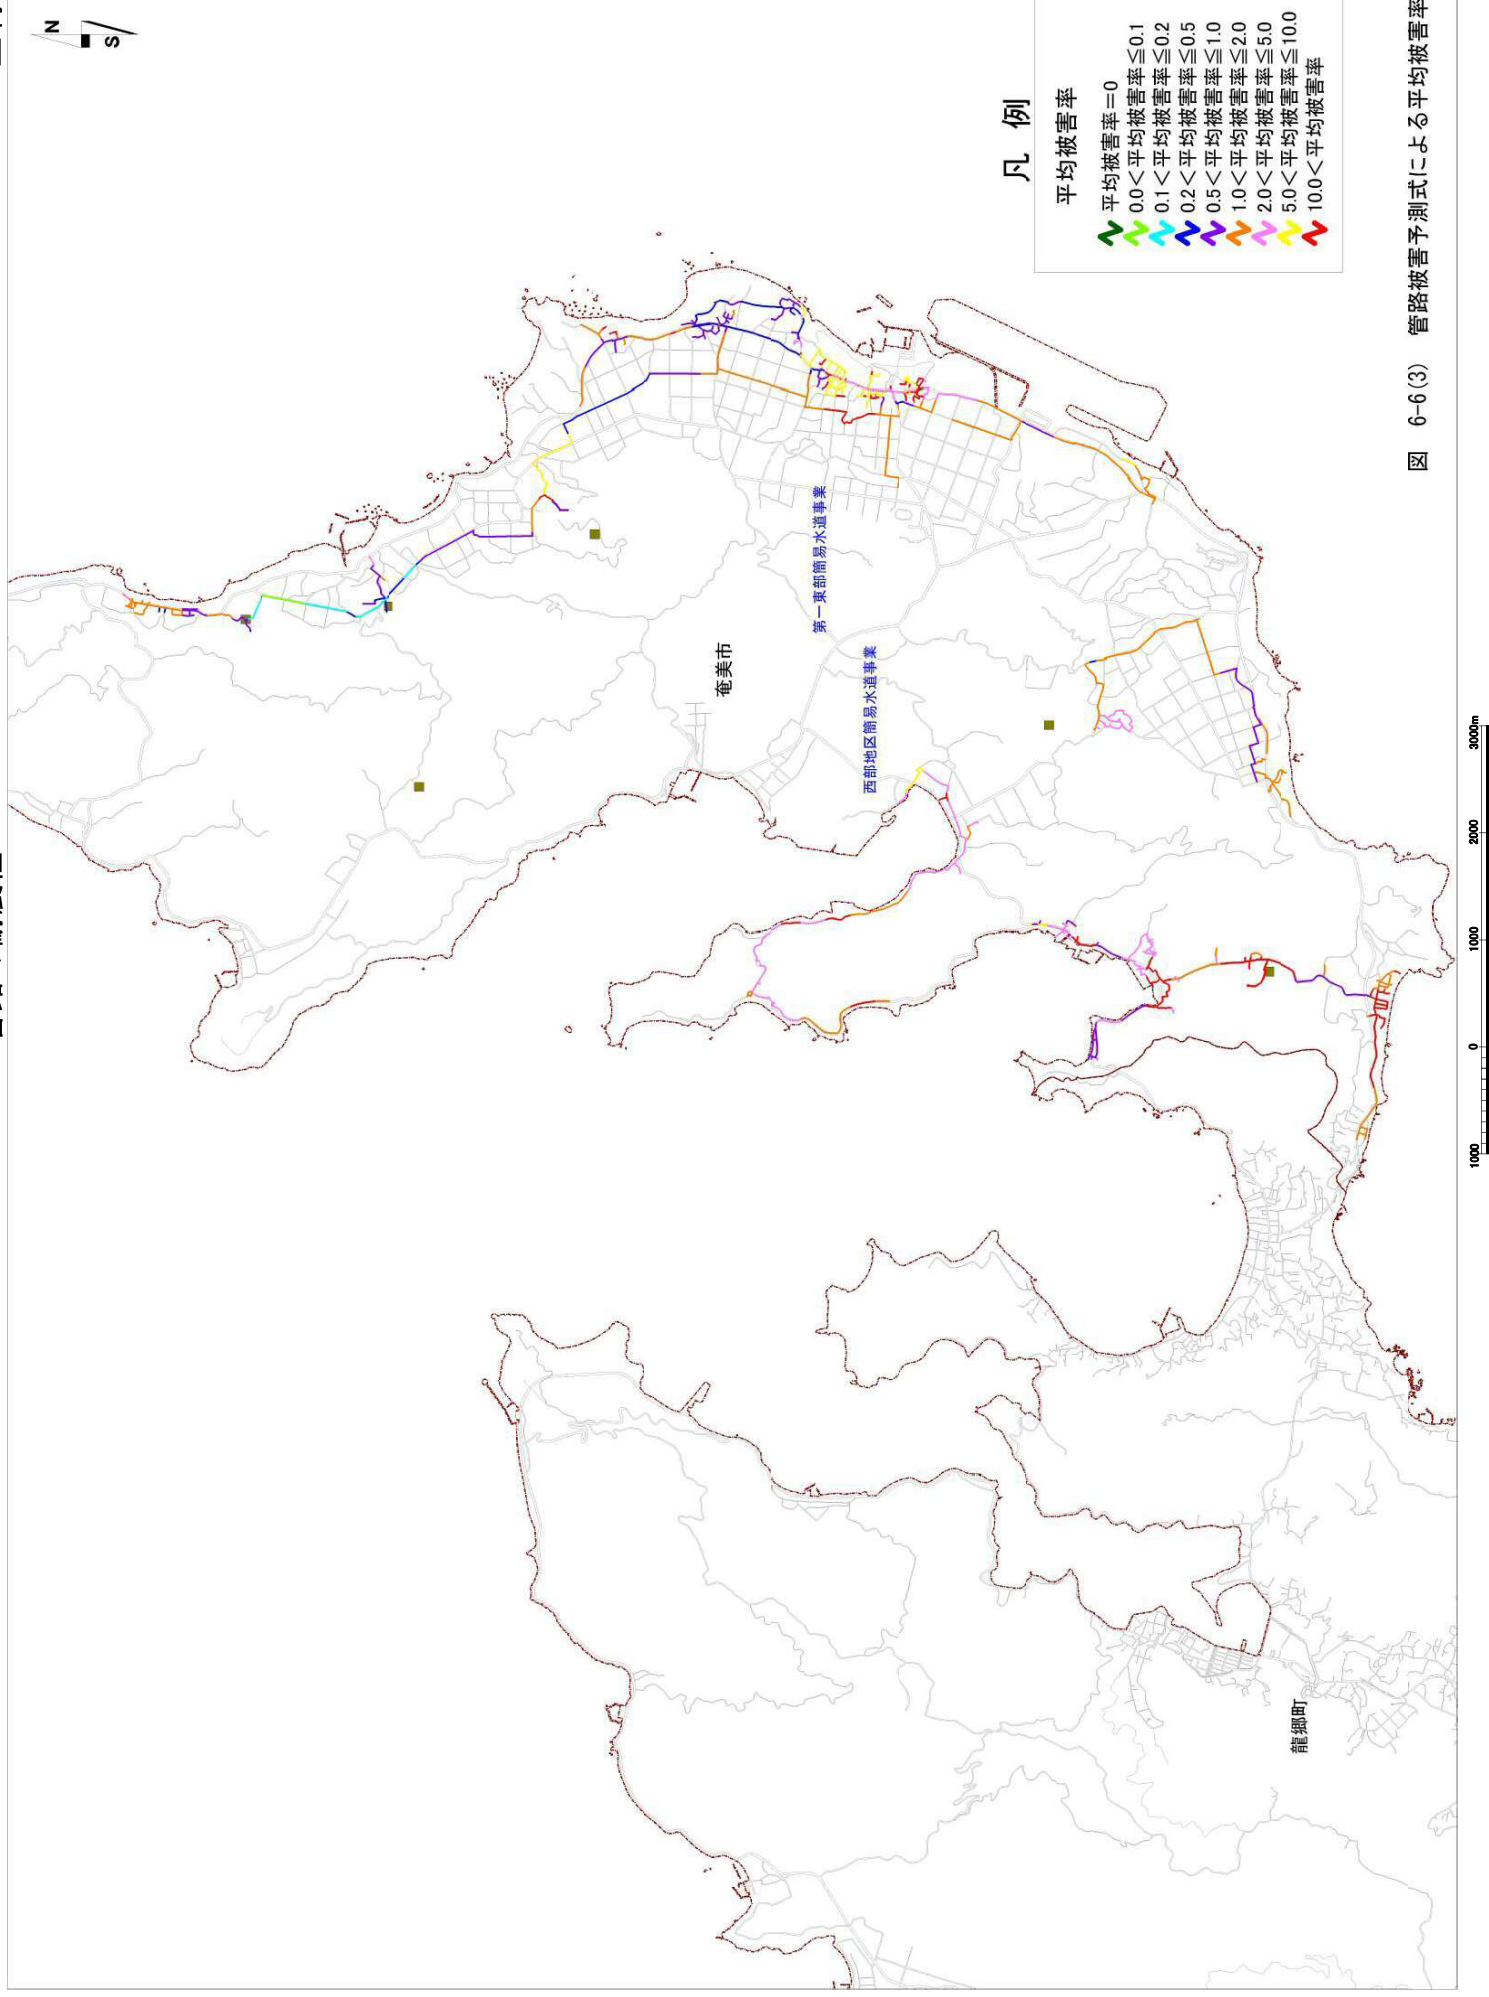 N
S
凡 例
平均被害率
平均被害率=0
0.0<平均被害率≦0.1
0.1<平均被害率≦0.2
0.2<平均被害率≦0.5
0.5<平均被害率≦1.0
1.0<平均被害率≦2.0
2.0<平均被害率≦5.0
5.0<平均被害率≦10.0
10.0<平均被害率
奄美市
第一東部簡易水道事業
西部地区簡易水道事業
龍郷町
1000 0 1000 2000 3000m
図 6-6(3) 管路被害予測式による平均被害率